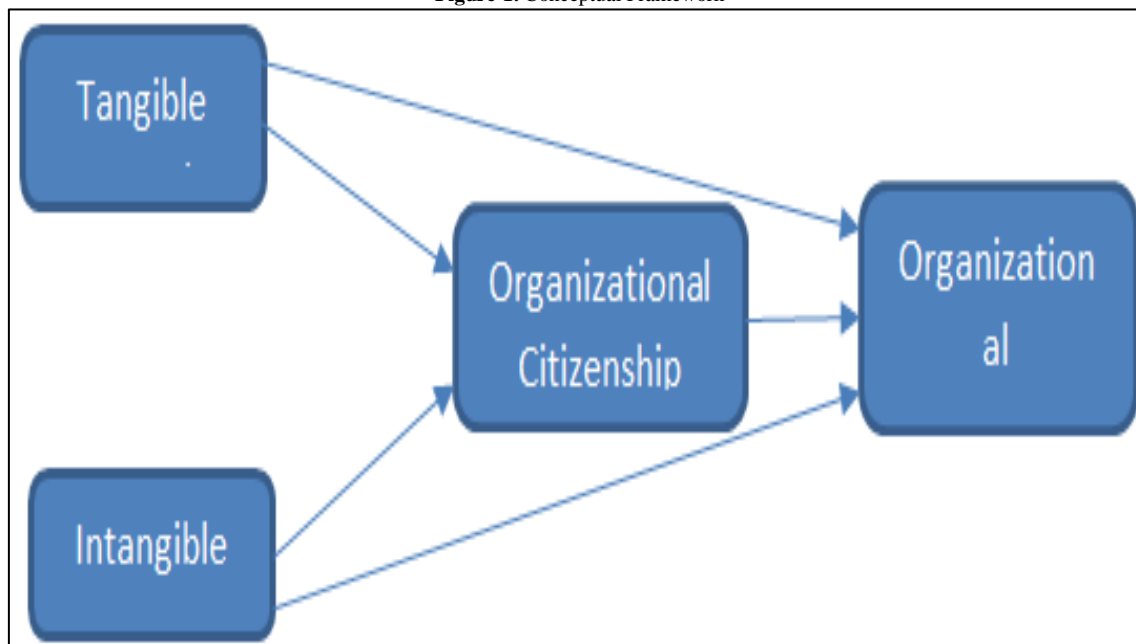 Tangible
Organizational
Citizenship
Organization
al
Intangible